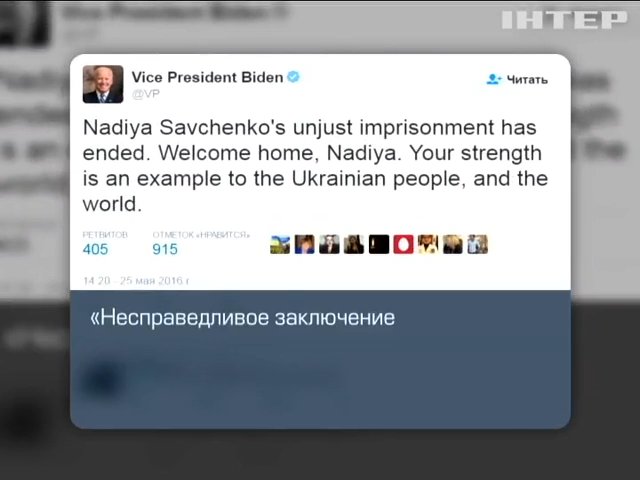 ІНТЕР
Vice President Biden
@VP
Читать
Nadiya Savchenko's unjust imprisonment has
ended. Welcome home, Nadiya. Your strength
is an example to the Ukrainian people, and the
world.
РЕТВИТОВ ОТМЕТОК «НРАВИТСЯ»
405 915
14:20 - 25 мая 2016 г.
«Несправедливое заключение